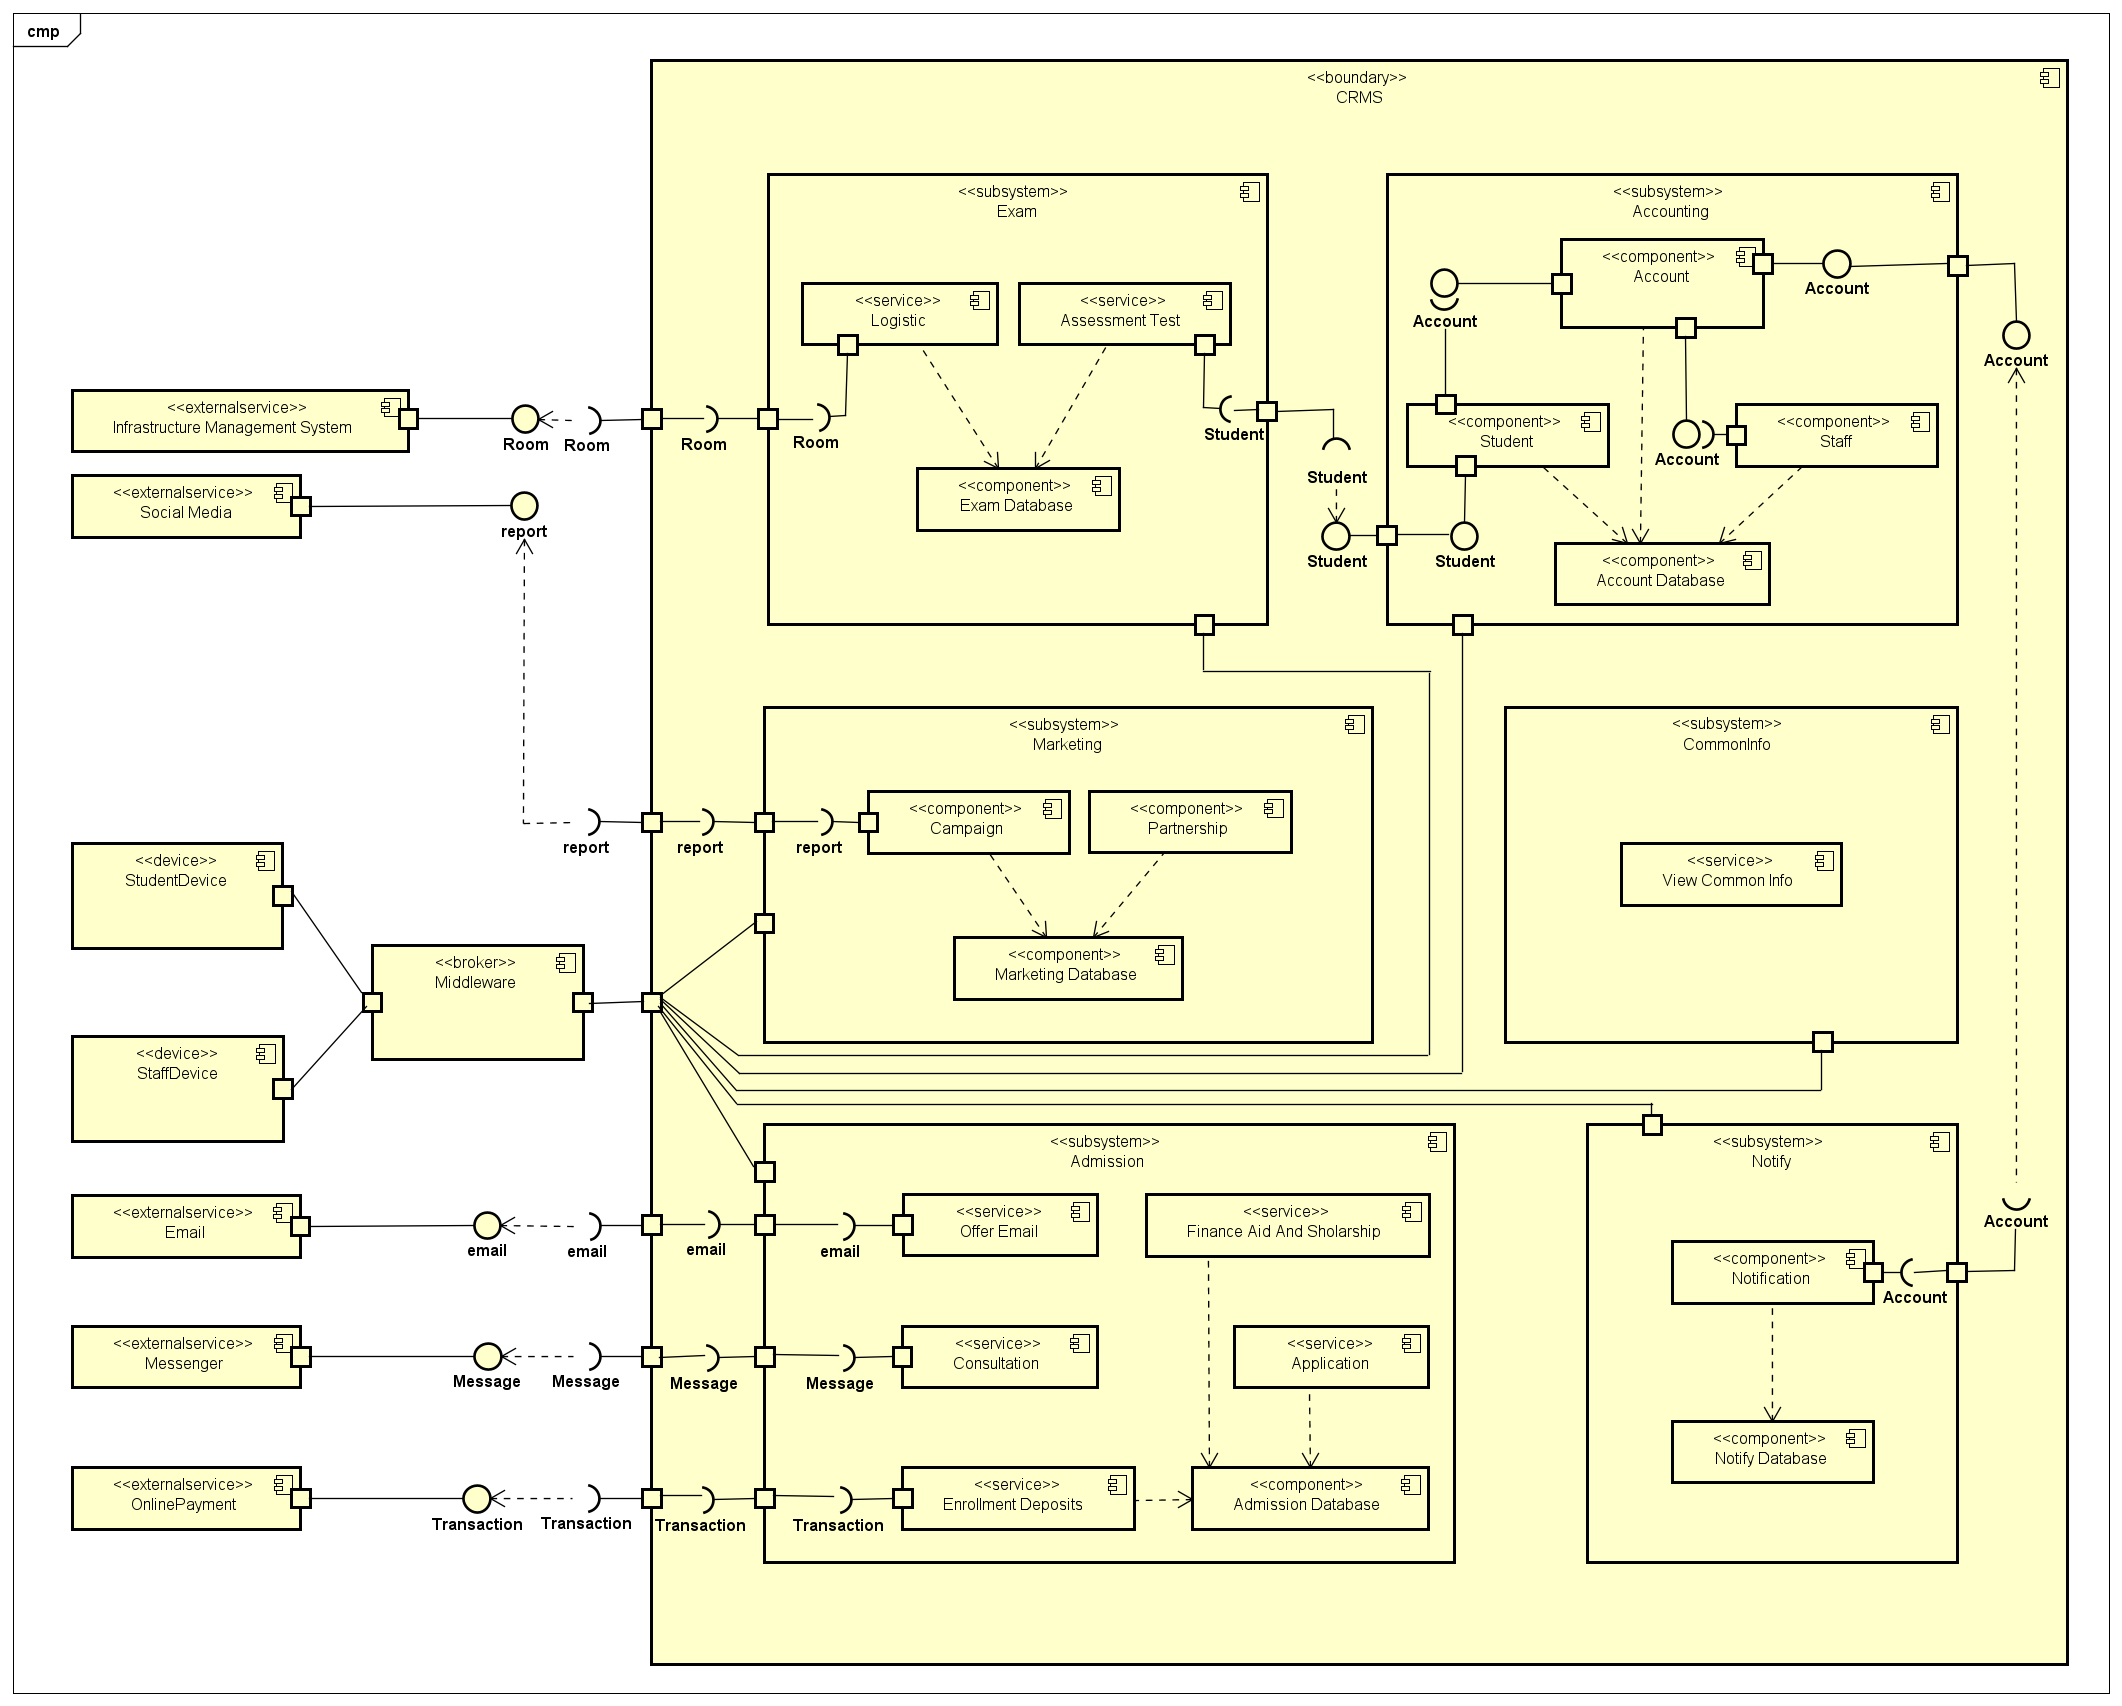 cmp
<<boundary>>
CRMS
<<subsystem>>
Exam
<<service>>
Logistic
<<service>>
Assessment Test
<<component>>
Exam Database
Room
Student
Student
Student
<<subsystem>>
Accounting
<<component>>
Account
Account
Account
Account
Account
<<component>>
Student
<<component>>
Staff
Student
<<component>>
Account Database
<<externalservice>>
Infrastructure Management System
Room
Room
Room
<<externalservice>>
Social Media
report
<<subsystem>>
Marketing
<<component>>
Campaign
<<component>>
Partnership
report
report
report
<<component>>
Marketing Database
<<subsystem>>
CommonInfo
<<service>>
View Common Info
<<device>>
StudentDevice
<<broker>>
Middleware
<<device>>
StaffDevice
<<subsystem>>
Admission
<<externalservice>>
Email
email
email
email
email
<<service>>
Offer Email
<<service>>
Finance Aid And Sholarship
<<externalservice>>
Messenger
Message
Message
Message
Message
<<service>>
Consultation
<<service>>
Application
<<externalservice>>
OnlinePayment
Transaction
Transaction
Transaction
Transaction
<<service>>
Enrollment Deposits
<<component>>
Admission Database
<<subsystem>>
Notify
<<component>>
Notification
Account
Account
<<component>>
Notify Database